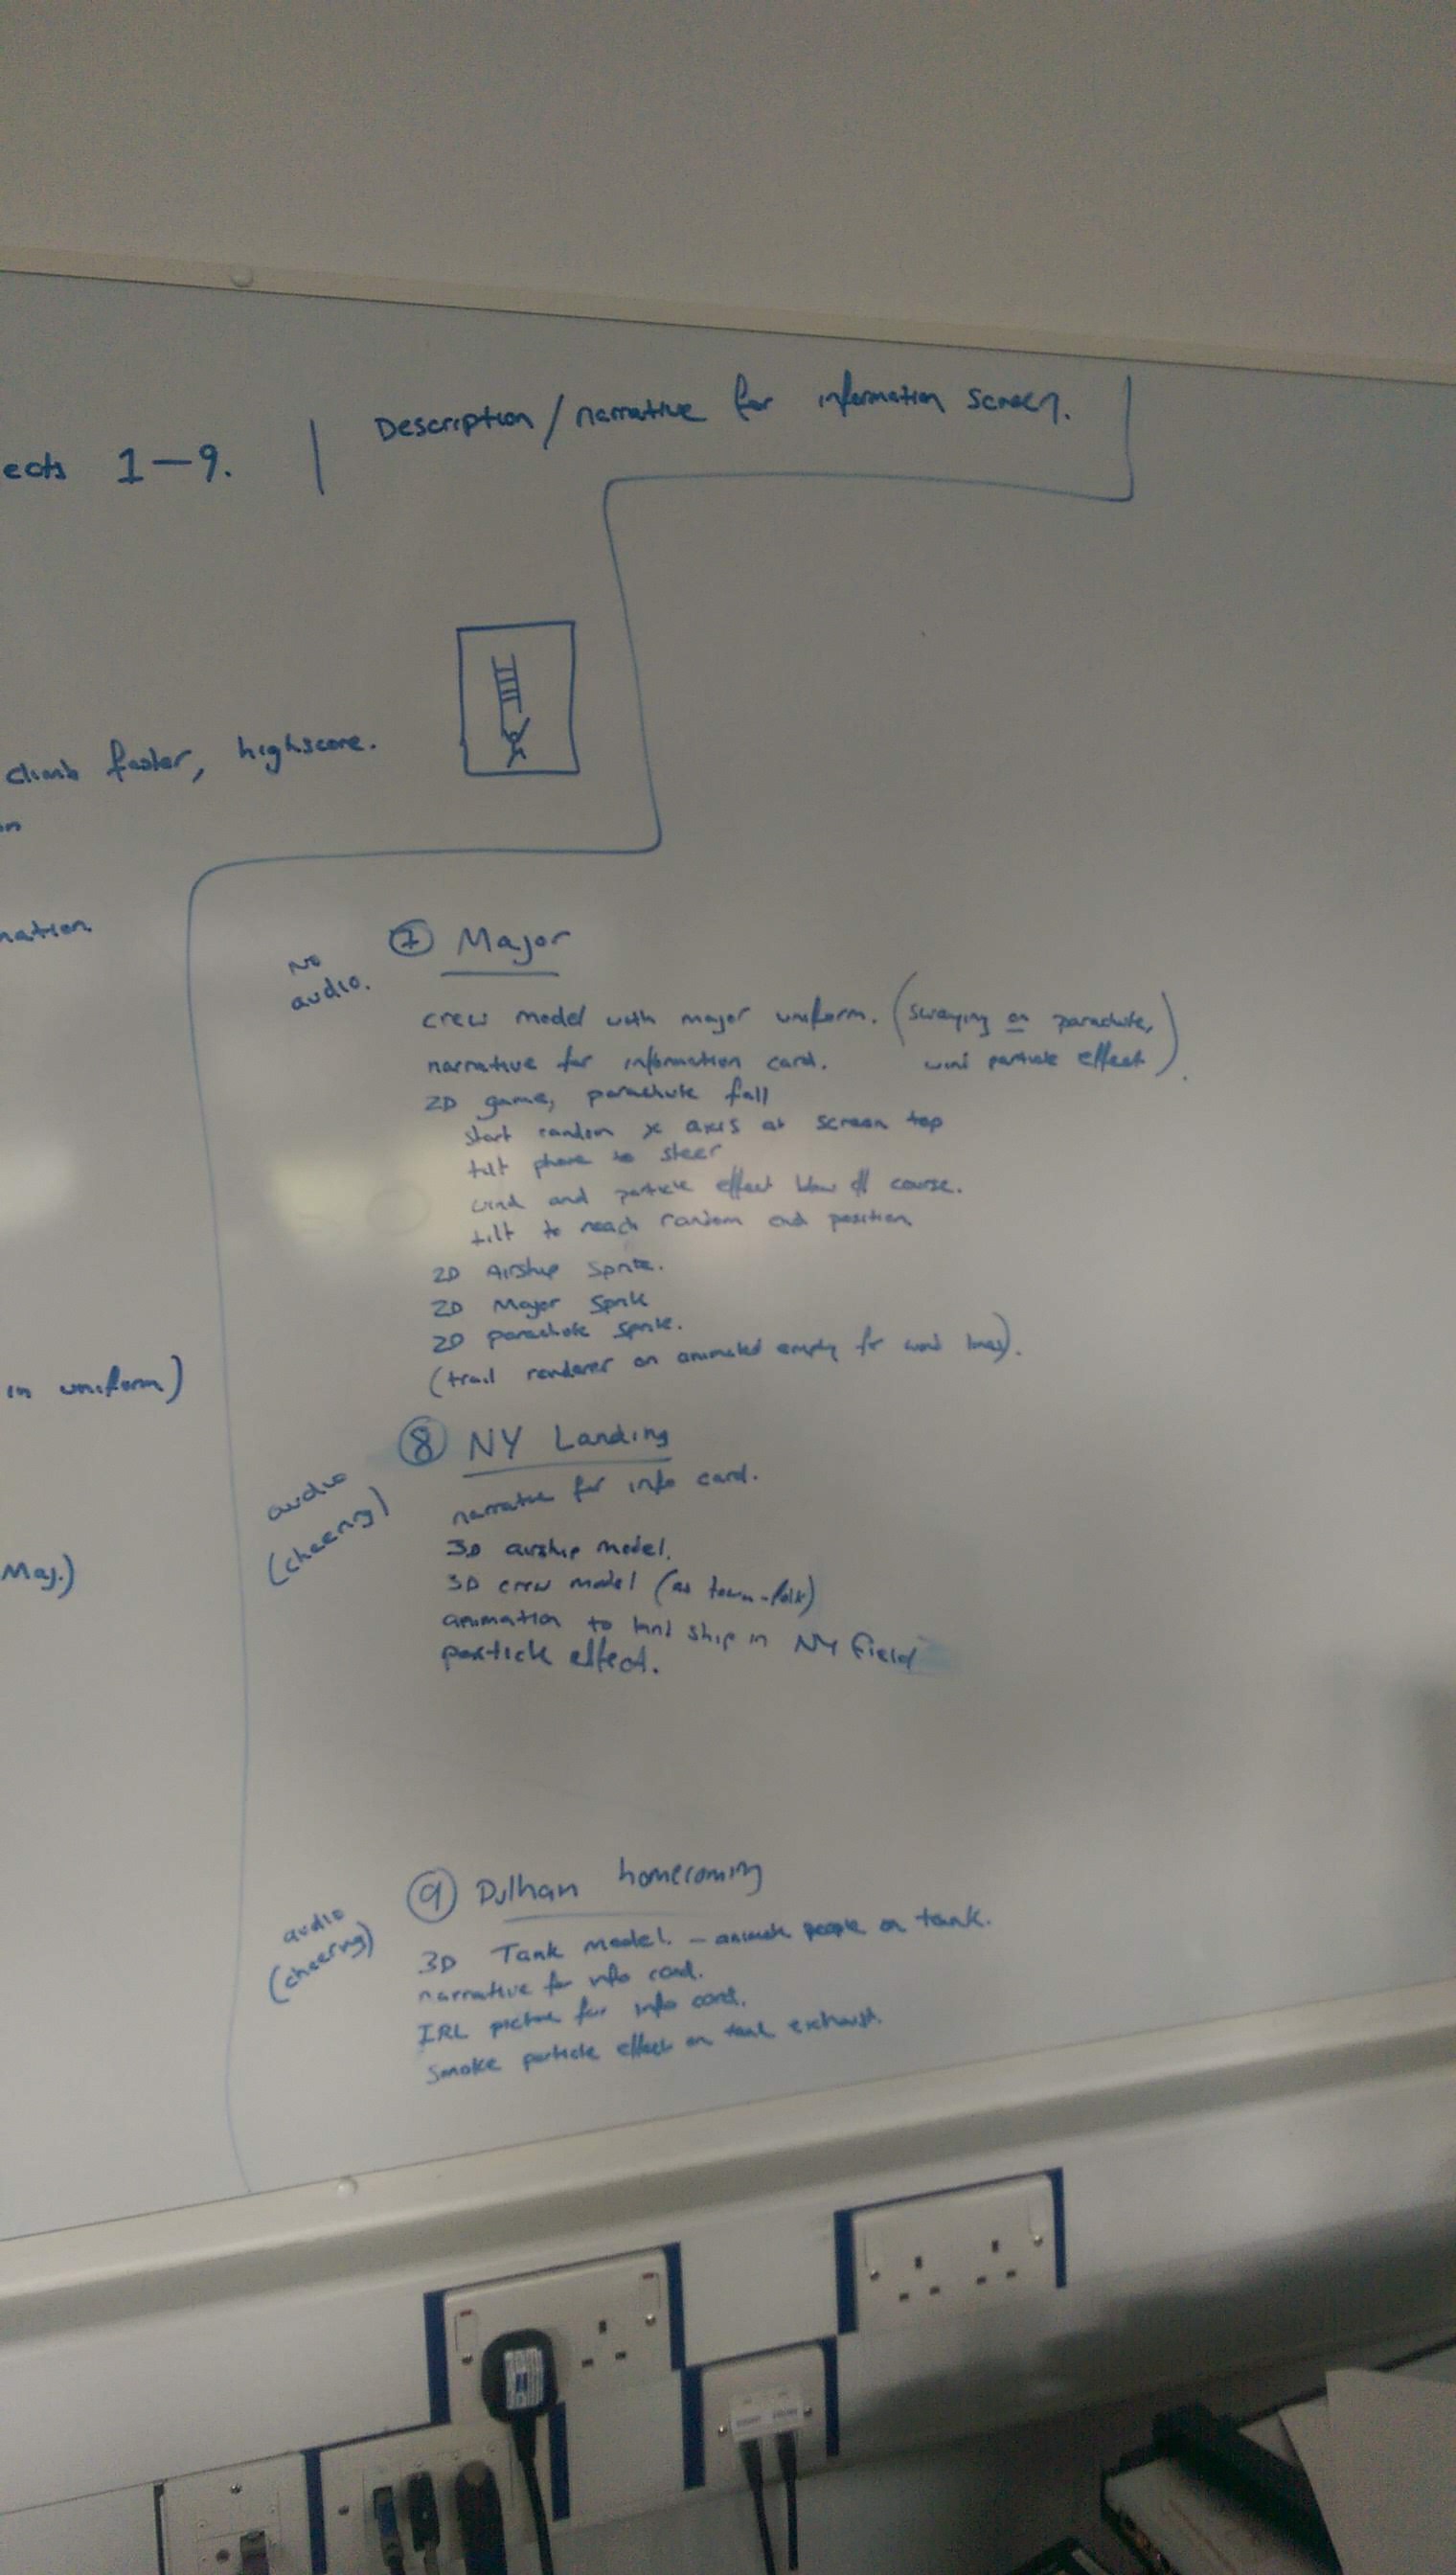 ects 1-9.
Description / narrative for information screen.
climb faster, highscore.
on
mation
in uniform)
Maj.)
No
audio.
7 Major
crew model with major uniform. (swaying on parachute,
narrative for information card. wind particle effect).
2D game, parachute fall
start random x axis at screen top
tilt phone to steer
wind and particle effect blow off course.
tilt to reach random end position.
2D Airship Sprite.
2D Major Sprite
2D parachute sprite.
(trail renderer on animated empty for wind lines).
audio
(cheering)
8 NY Landing
narrative for info card.
3D airship model.
3D crew model (as town-folk)
animation to land ship in NY Field
particle effect.
audio
(cheering)
9 Pulham homecoming
3D Tank model. - animate people on tank.
narrative for info card.
IRL picture for info card.
Smoke particle effect on tank exhaust.